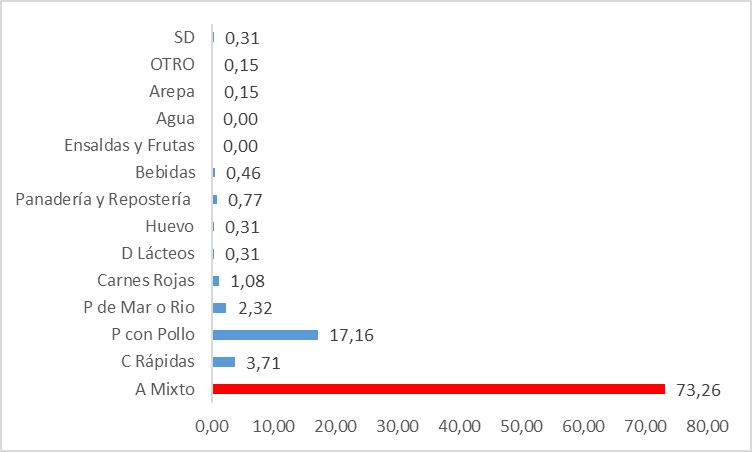 SD 0,31
OTRO 0,15
Arepa 0,15
Agua 0,00
Ensaldas y Frutas 0,00
Bebidas 0,46
Panadería y Repostería 0,77
Huevo 0,31
D Lácteos 0,31
Carnes Rojas 1,08
P de Mar o Rio 2,32
P con Pollo 17,16
C Rápidas 3,71
A Mixto 73,26
0,00 10,00 20,00 30,00 40,00 50,00 60,00 70,00 80,00